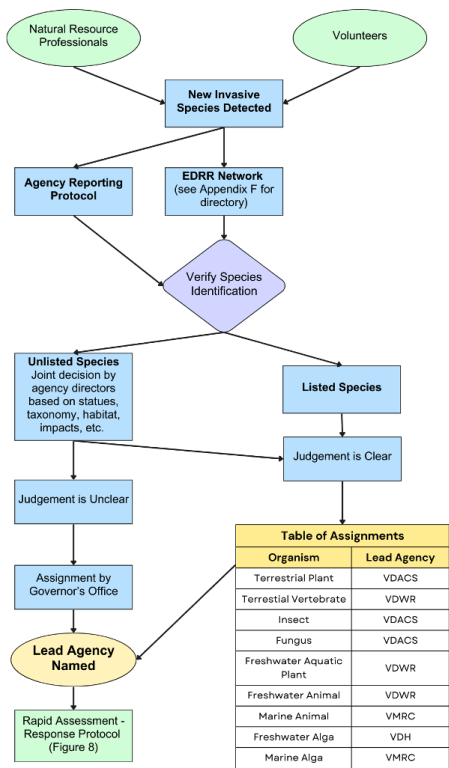 Natural Resource
Professionals
Volunteers
New Invasive
Species Detected
Agency Reporting
Protocol
EDRR Network
(see Appendix F for
directory)
Verify Species
Identification
Unlisted Species
Joint decision by
agency directors
based on statues,
taxonomy, habitat,
impacts, etc.
Listed Species
Judgement is Clear
Judgement is Unclear
Assignment by
Governor's Office
Lead Agency
Named
Rapid Assessment -
Response Protocol
(Figure 8)
Table of Assignments
Organism Lead Agency
Terrestrial Plant VDACS
Terrestial Vertebrate VDWR
Insect VDACS
Fungus VDACS
Freshwater Aquatic
Plant VDWR
Freshwater Animal VDWR
Marine Animal VMRC
Freshwater Alga VDH
Marine Alga VMRC